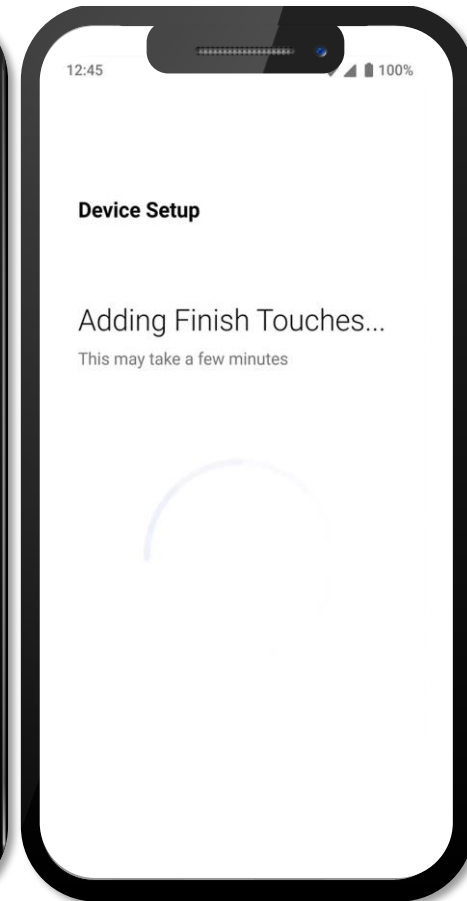 12:45
100%
Device Setup
Adding Finish Touches...
This may take a few minutes